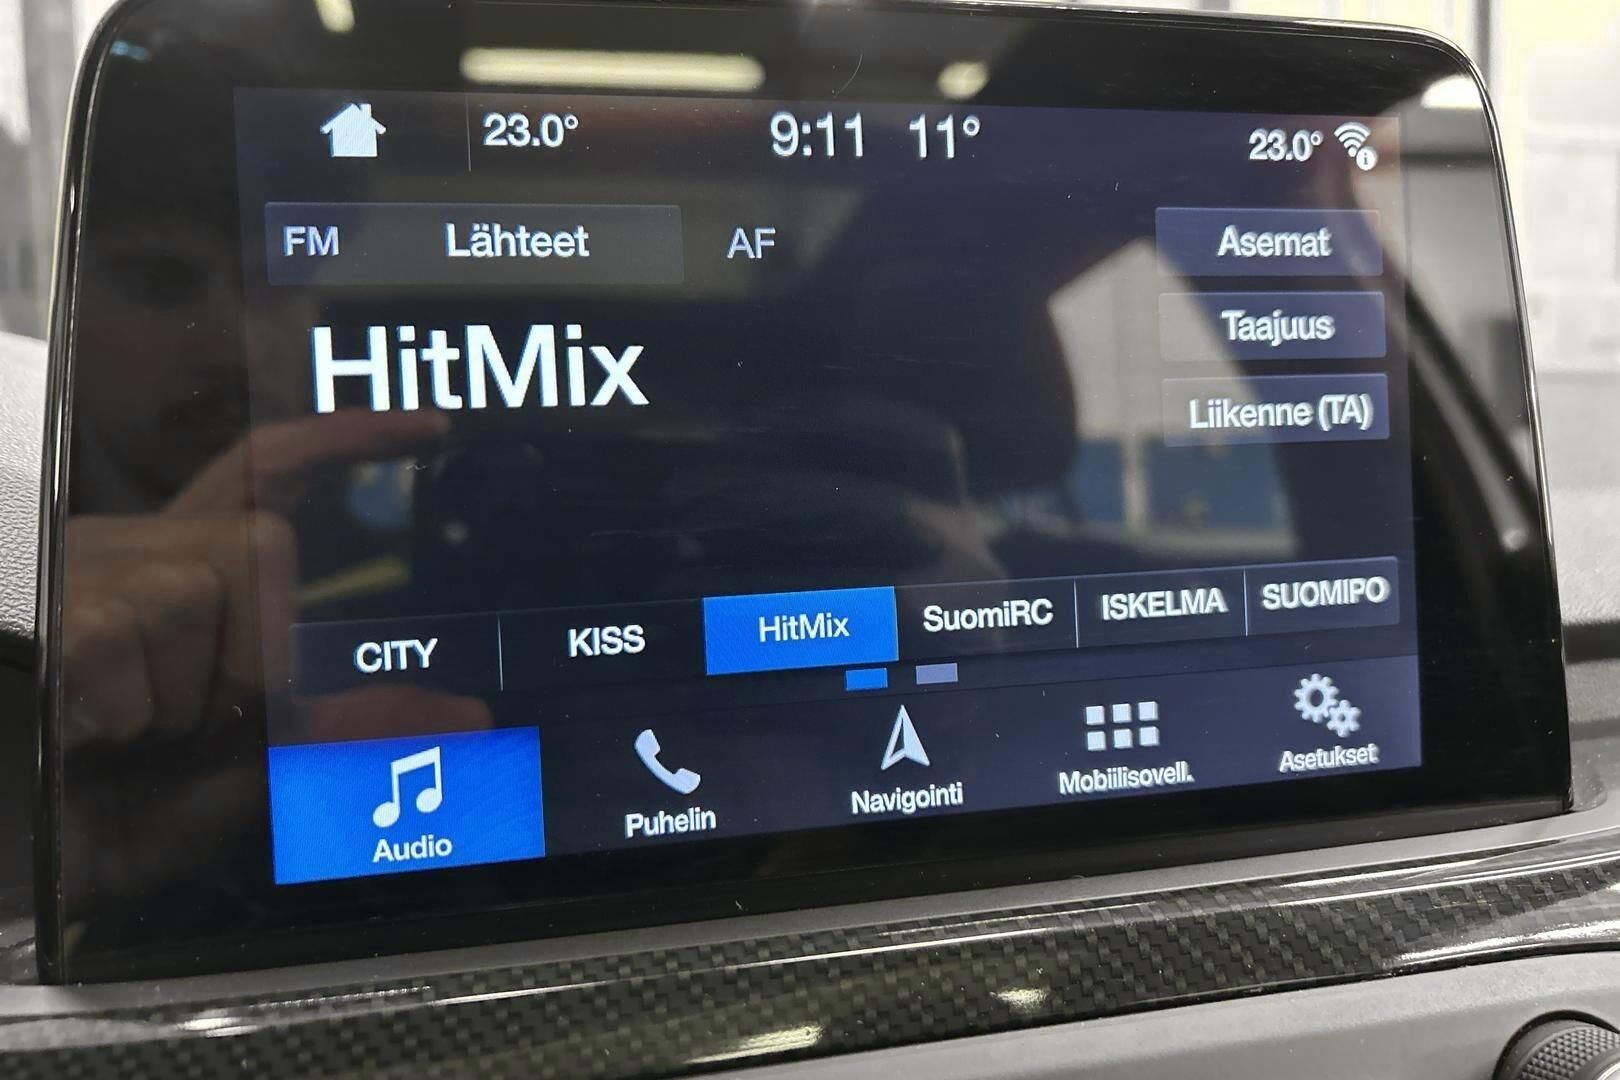 23.0° 9:11 11° 23.0°
FM Lähteet AF Asemat
Taajuus
HitMix
Liikenne (TA)
CITY KISS HitMix SuomiRC ISKELMA SUOMIPO
Audio Puhelin Navigointi Mobiilisovell. Asetukset